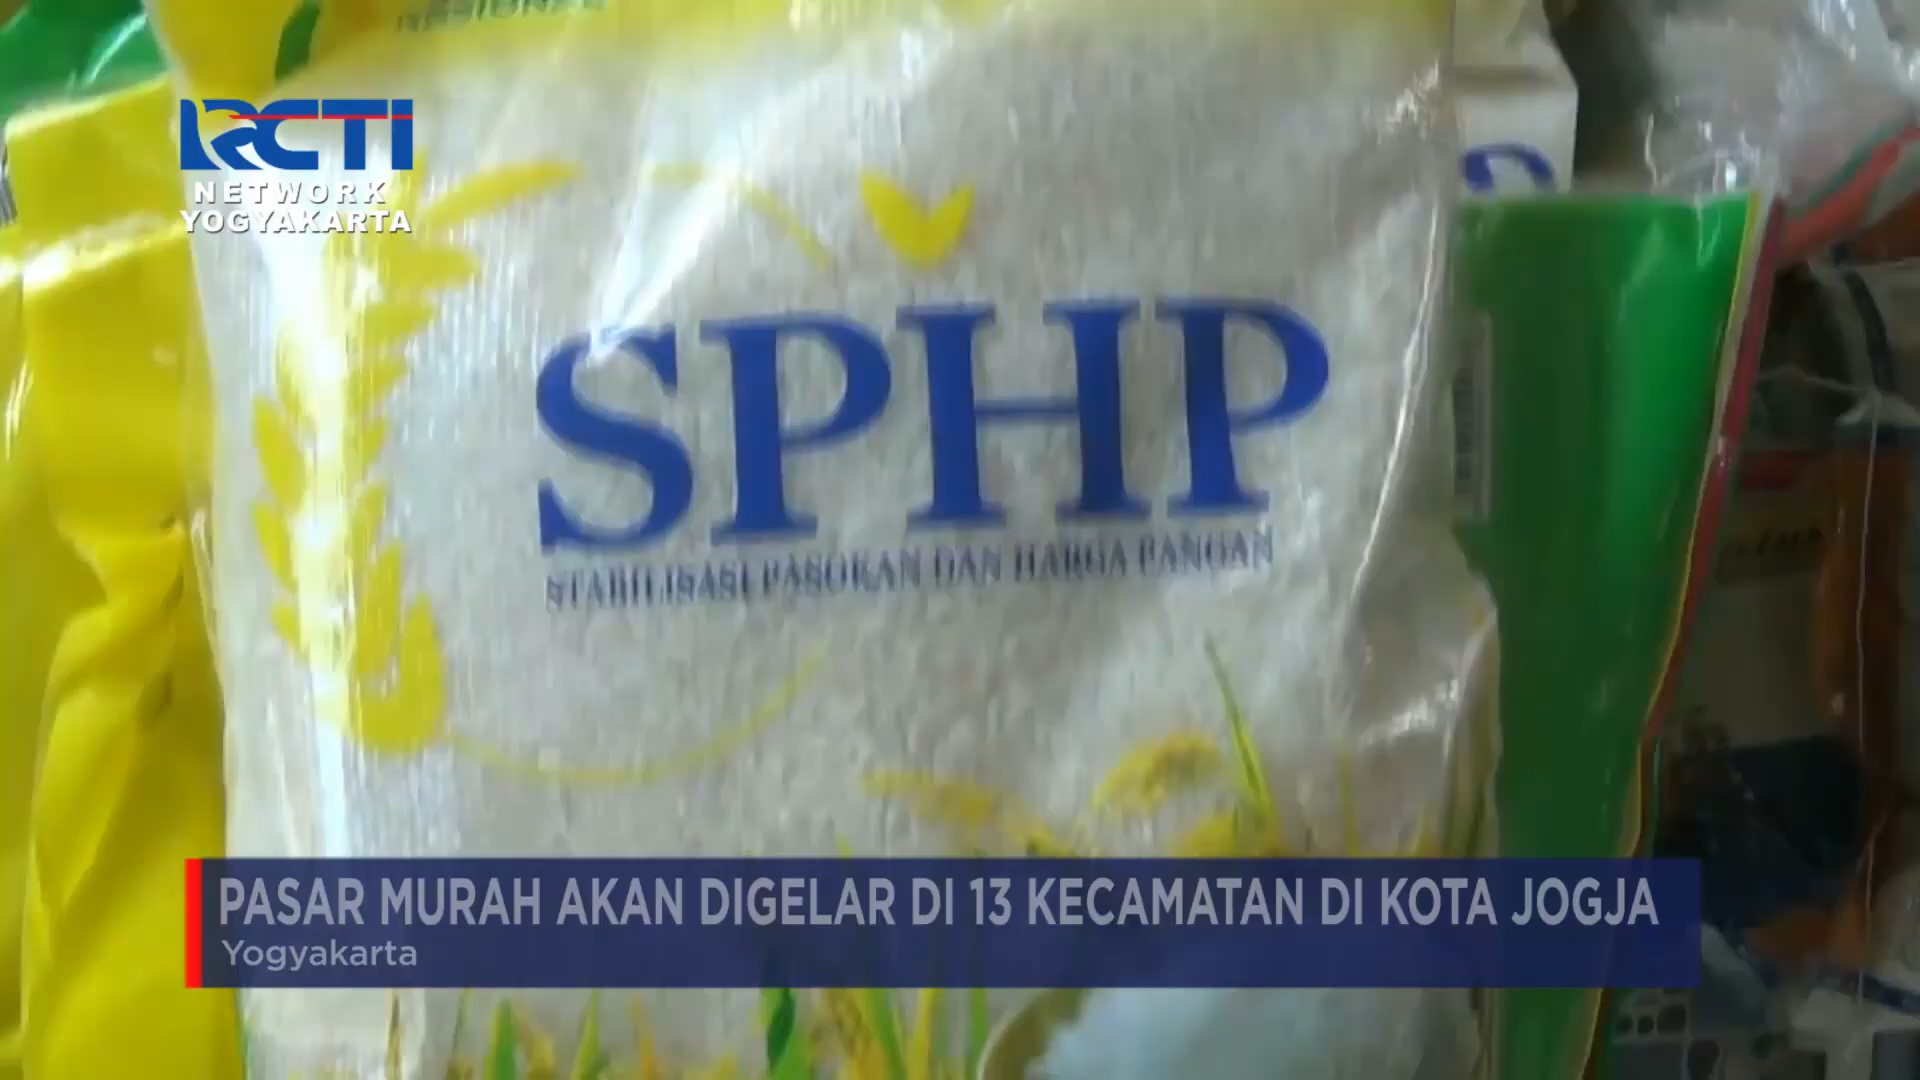 RCTI
NETWORK
YOGYAKARTA
SPHP
STABILISASI PASOKAN DAN HARGA PANGAN
PASAR MURAH AKAN DIGELAR DI 13 KECAMATAN DI KOTA JOGJA
Yogyakarta